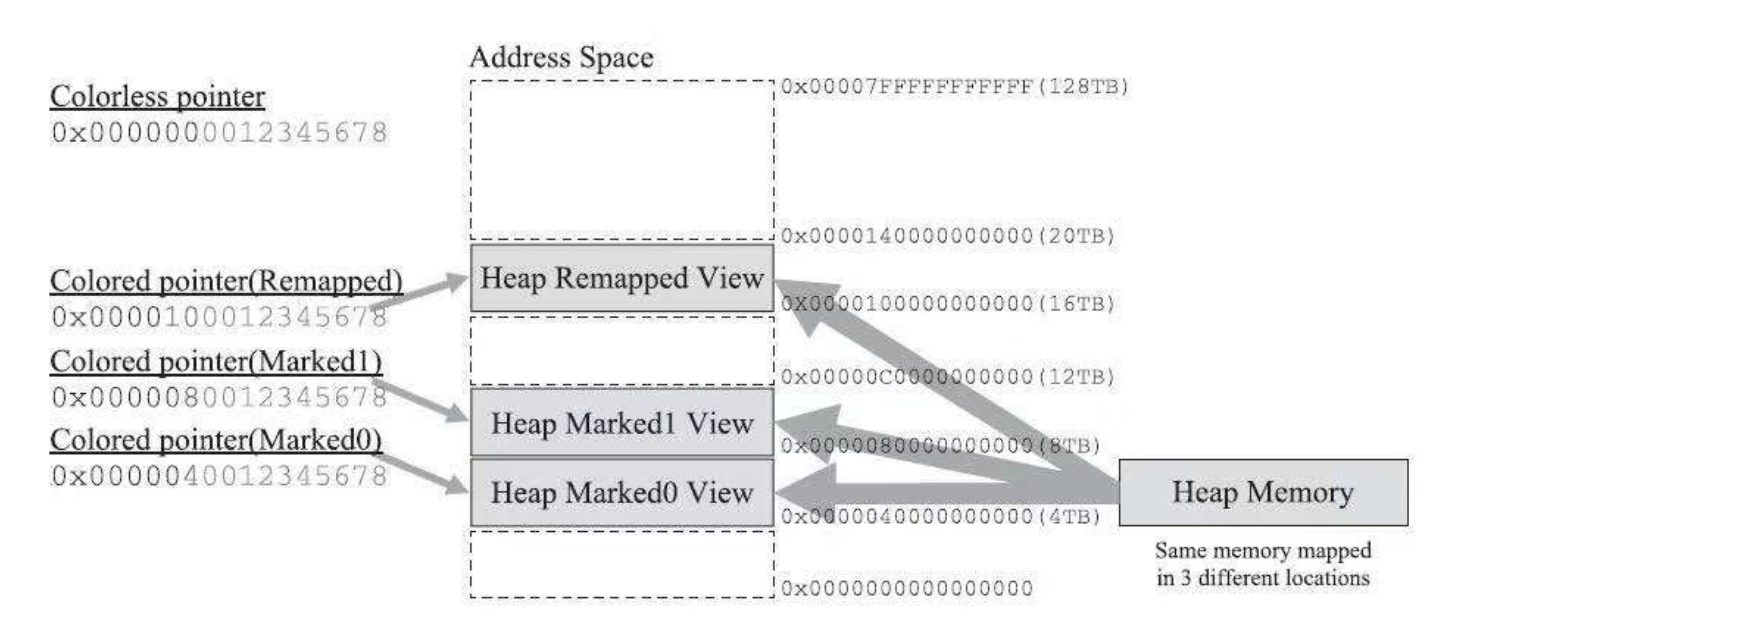 Address Space
0x00007FFFFFFFFFFF(128TB)
Colorless pointer
0x0000000012345678
0x0000140000000000(20TB)
Colored pointer(Remapped)
0x0000100012345678
Heap Remapped View
0X0000100000000000(16TB)
Colored pointer(Marked1)
0x0000080012345678
0x00000C0000000000(12TB)
Heap Marked1 View
0x0000080000000000(8TB)
Colored pointer(Marked0)
0x0000040012345678
Heap Marked0 View
0x0000040000000000(4TB)
Heap Memory
Same memory mapped
in 3 different locations
0x0000000000000000